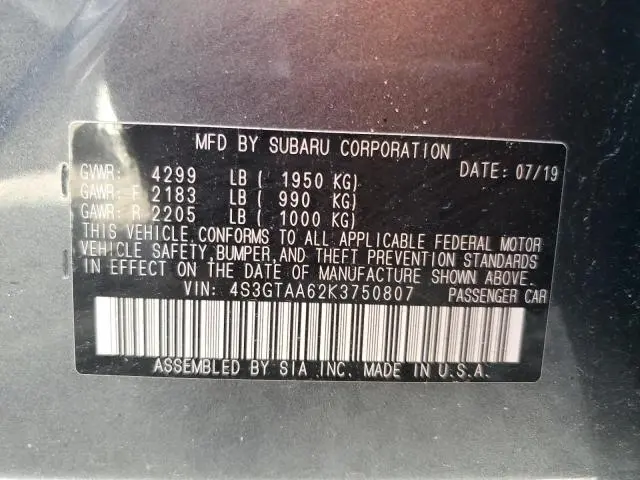 MFD BY SUBARU CORPORATION
GVWR: 4299 LB ( 1950 KG) DATE: 07/19
GAWR: F 2183 LB ( 990 KG)
GAWR: R 2205 LB ( 1000 KG)
THIS VEHICLE CONFORMS TO ALL APPLICABLE FEDERAL MOTOR
VEHICLE SAFETY, BUMPER, AND THEFT PREVENTION STANDARDS
IN EFFECT ON THE DATE OF MANUFACTURE SHOWN ABOVE.
VIN: 4S3GTAA62K3750807 PASSENGER CAR
ASSEMBLED BY SIA INC. MADE IN U.S.A.